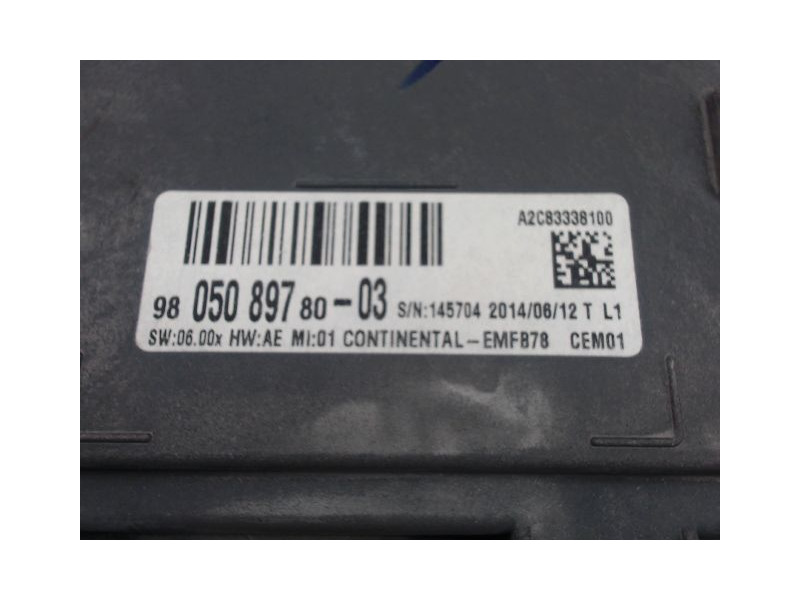 A2C83338100
98 050 897 80-03 S/N:145704 2014/06/12 T L1
SW:06.00x HW:AE MI:01 CONTINENTAL-EMFB78 CEM01